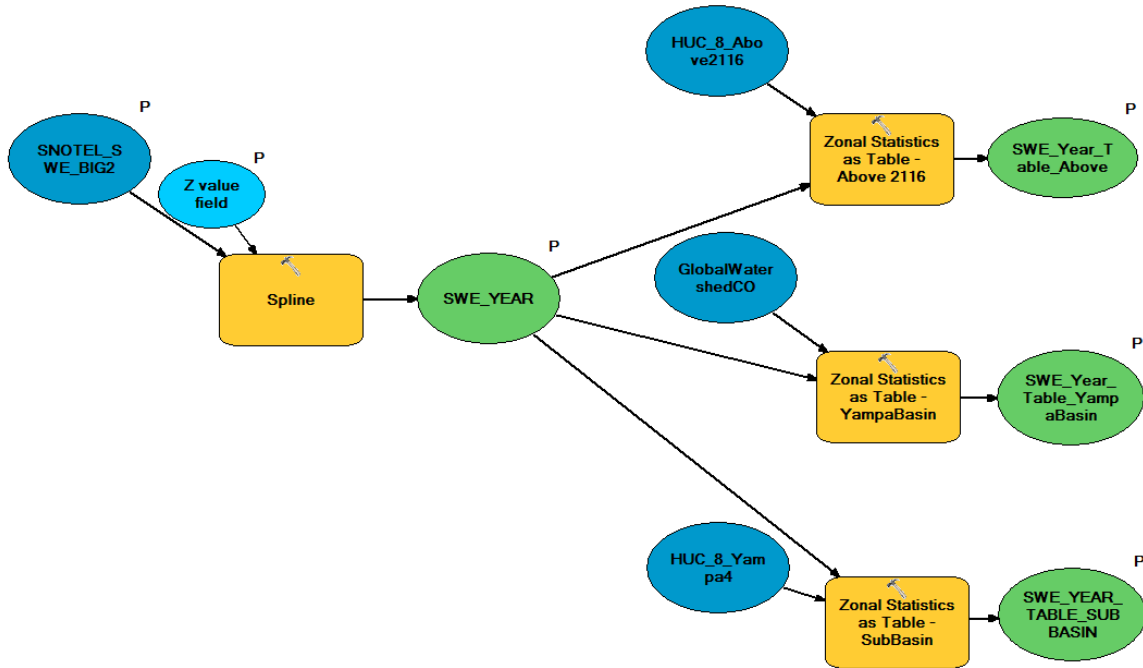 P
SNOTEL_S
WE_BIG2
P
Z value
field
Spline
P
SWE_YEAR
HUC_8_Abo
ve2116
Zonal Statistics
as Table -
Above 2116
P
SWE_Year_T
able_Above
GlobalWater
shedCO
Zonal Statistics
as Table -
YampaBasin
P
SWE_Year_
Table_Yamp
aBasin
HUC_8_Yam
pa4
Zonal Statistics
as Table -
SubBasin
P
SWE_YEAR_
TABLE_SUB
BASIN